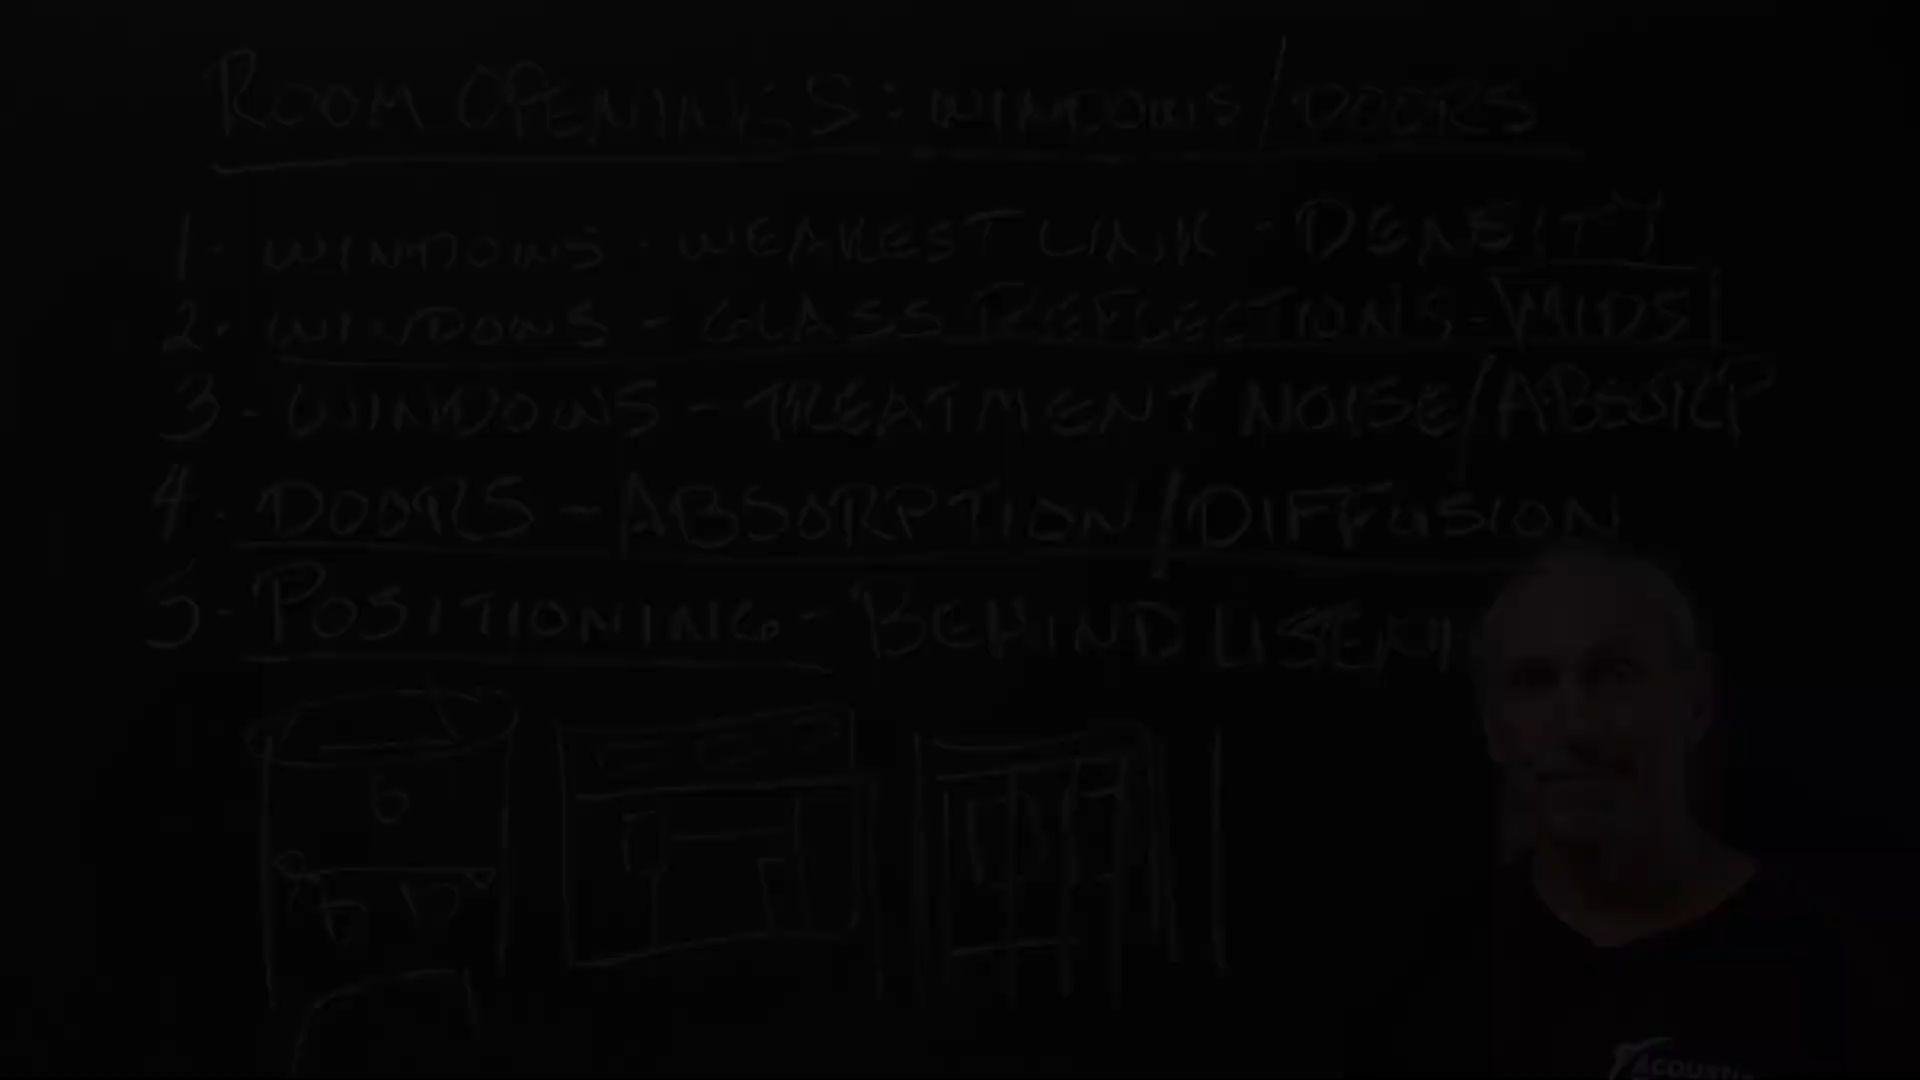 ROOM OPENINGS: WINDOWS/DOORS
1. WINDOWS - WEAKEST LINK - DENSITY
2. WINDOWS - GLASS REFLECTIONS - MIDS
3 - WINDOWS - TREATMENT NOISE/ABSORP
4. DOORS - ABSORPTION/DIFFUSION
5 - POSITIONING - BEHIND
6